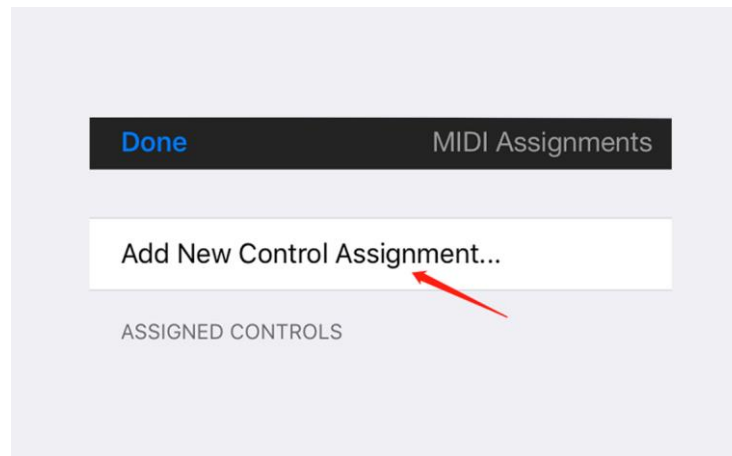 Done MIDI Assignments
Add New Control Assignment...
ASSIGNED CONTROLS